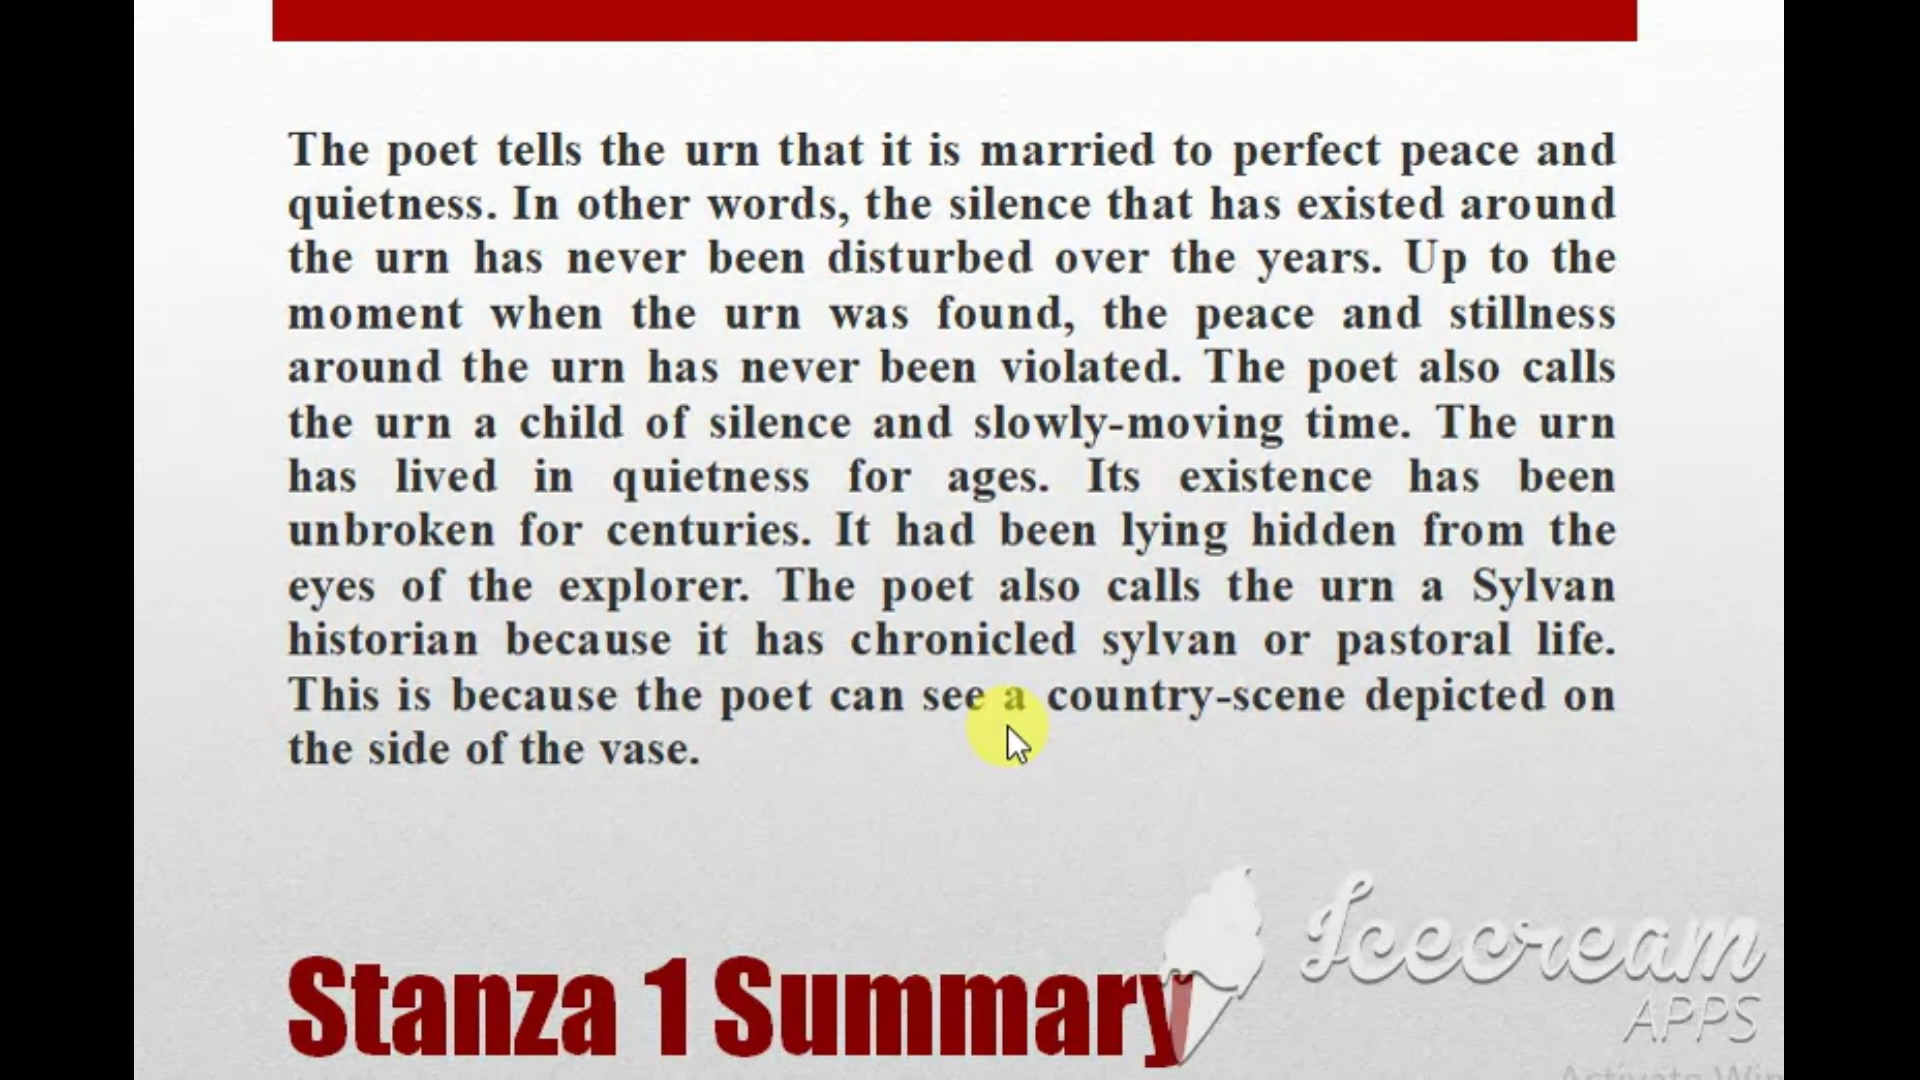 The poet tells the urn that it is married to perfect peace and
quietness. In other words, the silence that has existed around
the urn has never been disturbed over the years. Up to the
moment when the urn was found, the peace and stillness
around the urn has never been violated. The poet also calls
the urn a child of silence and slowly-moving time. The urn
has lived in quietness for ages. Its existence has been
unbroken for centuries. It had been lying hidden from the
eyes of the explorer. The poet also calls the urn a Sylvan
historian because it has chronicled sylvan or pastoral life.
This is because the poet can see a country-scene depicted on
the side of the vase.
Stanza 1 Summary
Icecream
APPS